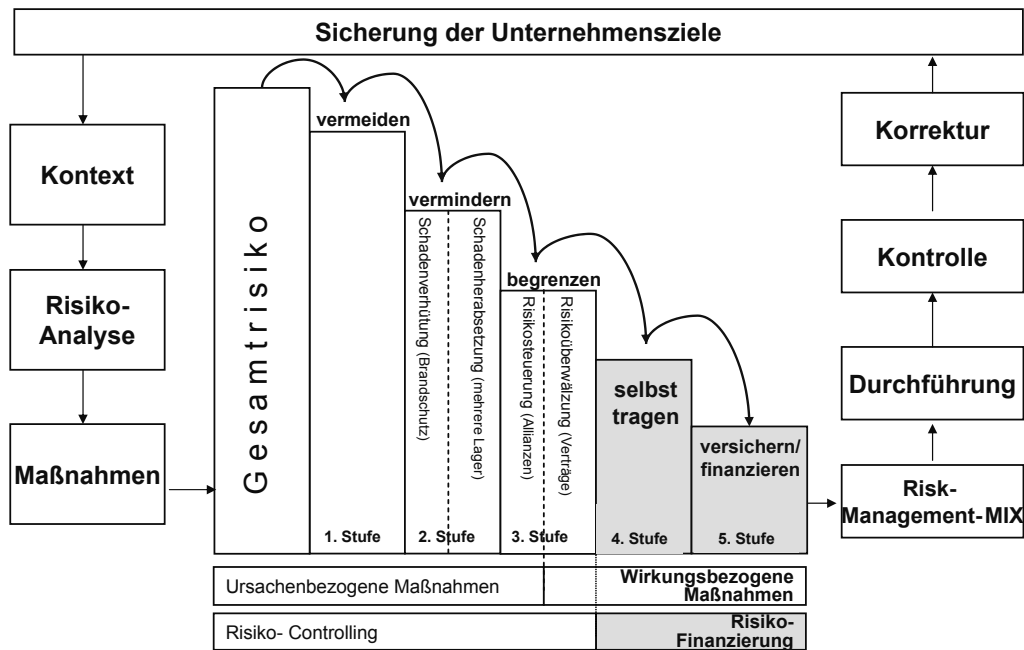 Sicherung der Unternehmensziele
Kontext
Risiko-
Analyse
Maßnahmen
Gesamtrisiko
vermeiden
1. Stufe
vermindern
Schadenverhütung (Brandschutz)
Schadenherabsetzung (mehrere Lager)
2. Stufe
begrenzen
Risikosteuerung (Allianzen)
Risikoüberwälzung (Verträge)
3. Stufe
selbst
tragen
4. Stufe
versichern/
finanzieren
5. Stufe
Ursachenbezogene Maßnahmen
Wirkungsbezogene
Maßnahmen
Risiko- Controlling
Risiko-
Finanzierung
Korrektur
Kontrolle
Durchführung
Risk-
Management-MIX